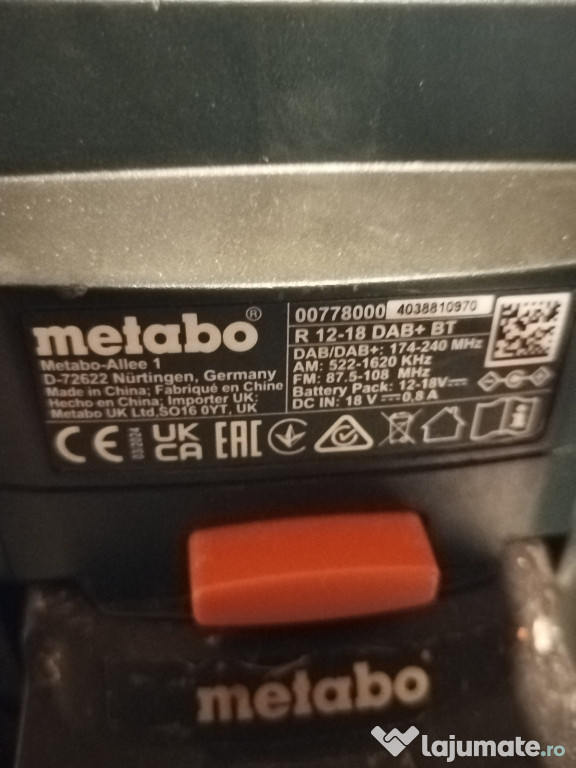 metabo®
Metabo-Allee 1
D-72622 Nürtingen, Germany
Made in China; Fabriqué en Chine
Hecho en China; Importer UK:
Metabo UK Ltd,SO16 0YT, UK
00778000 4038810970
R 12-18 DAB+ BT
DAB/DAB+: 174-240 MHz
AM: 522-1620 KHz
FM: 87.5-108 MHz
Battery Pack: 12-18V
DC IN: 18 V 0,8 A
CE 03/2024 UK CA EAC
metabo
lajumate.ro